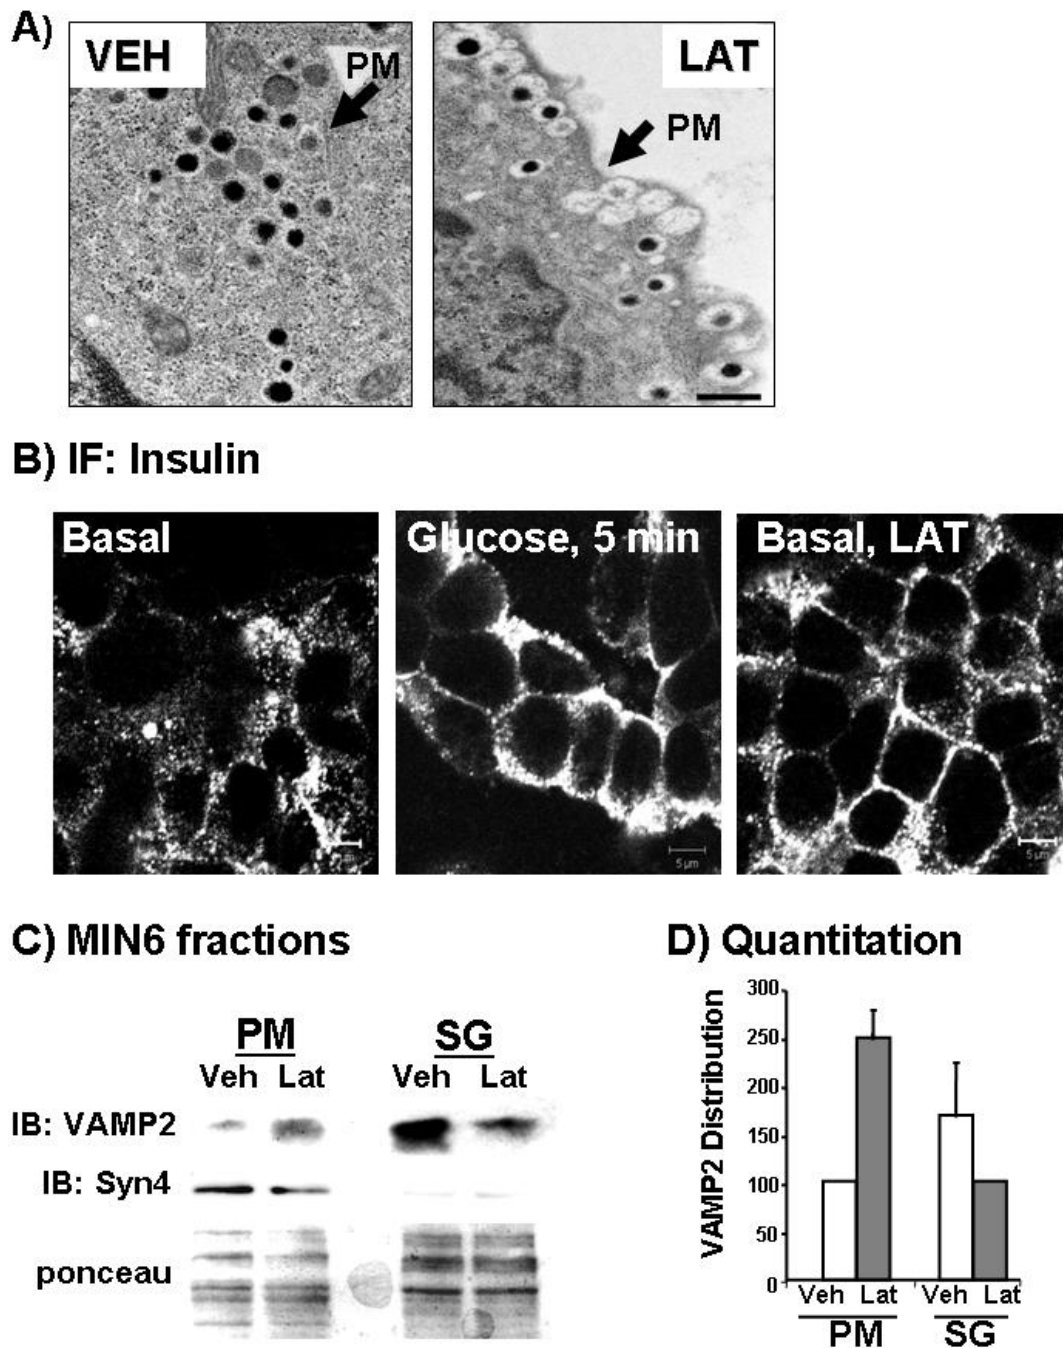 A)
VEH
PM
LAT
PM
B) IF: Insulin
Basal
Glucose, 5 min
5 µm
Basal, LAT
5 µm
C) MIN6 fractions
PM SG
Veh Lat Veh Lat
IB: VAMP2
IB: Syn4
ponceau
D) Quantitation
VAMP2 Distribution
300
250
200
150
100
50
0
Veh Lat Veh Lat
PM SG